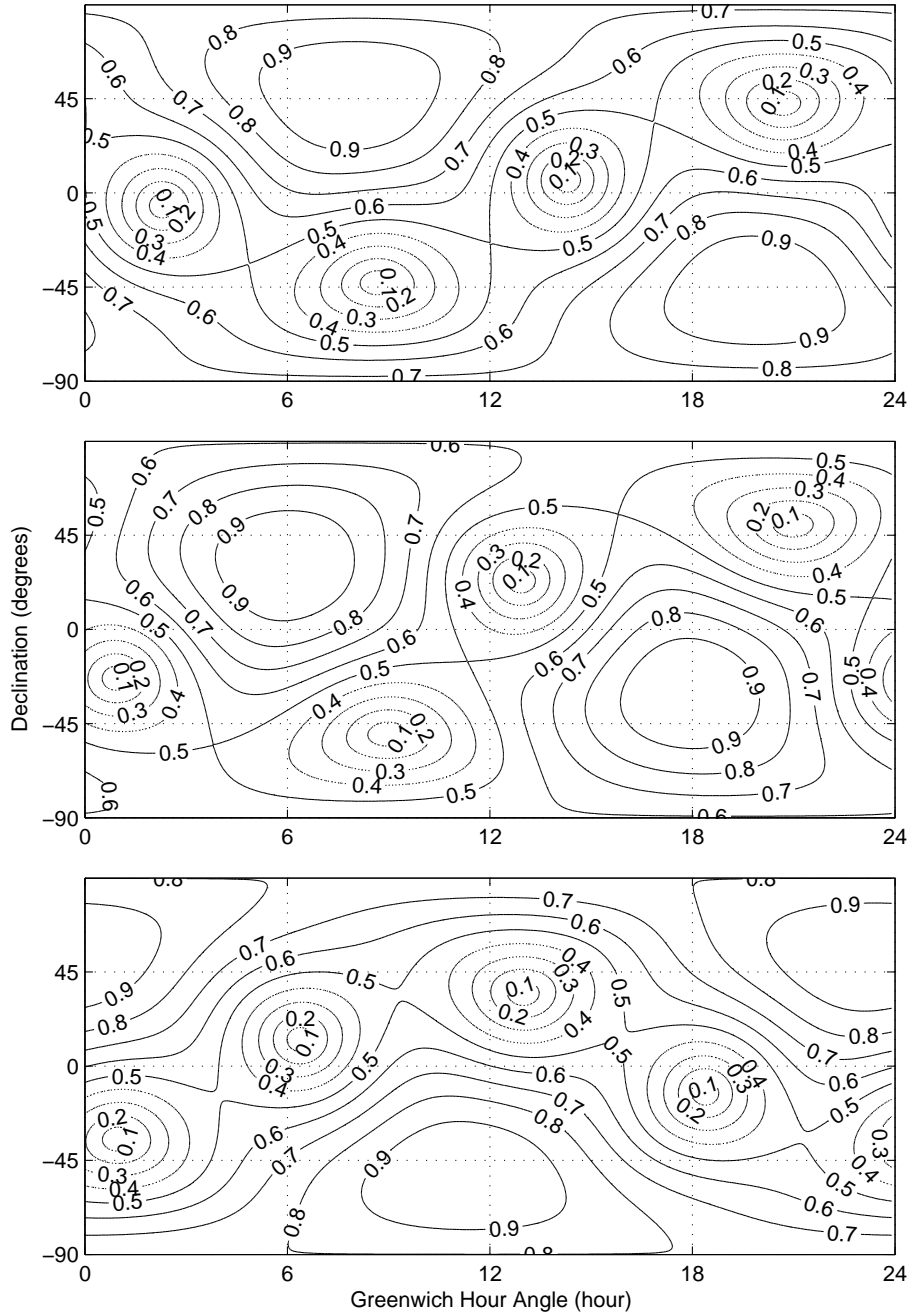 0.7
0.8 0.6 0.5
0.9 0.8
0.6 0.2 0.3 0.4
45 0.7 0.1
0.8 0.5
0.5 0.9 0.7 0.4 0.3 0.4
0.2 0.5
0.1 0.6
0 0.1 0.6
0.5 0.2 0.7 0.8
0.3 0.5 0.5 0.9
0.4 0.4
−45 0.1
0.7 0.2
0.6 0.4 0.3 0.6 0.9
0.5
0.7 0.8
−90
0 6 12 18 24
0.6
0.6 0.5
0.4
0.5 0.7 0.8 0.3
0.5 0.2 0.1
45 0.9 0.7
0.3 0.2
0.1 0.4
0.6 0.9 0.4 0.5 0.5
0.5 0.7 0.8 0.6 0.8 0.6
0
0.2 0.5 0.6
0.1 0.7 0.5
0.4 0.4 0.9 0.7 0.4
0.3
−45 0.2
0.5 0.1 0.9
0.3 0.8
0.4 0.5 0.7
0.6
−90 0.6
0 6 12 18 24
Declination (degrees)
0.8 0.8
0.7 0.9
0.7 0.6
0.6 0.4
45 0.5 0.3
0.9 0.1 0.5
0.8 0.2 0.2 0.4 0.8
0.1 0.5 0.7
0 0.3 0.5 0.6 0.4
0.5 0.4 0.3 0.6
0.1
0.2 0.7 0.2 0.5
0.1 0.6 0.8
0.7 0.3
−45 0.9 0.4
0.3
0.4 0.5
0.5 0.6
0.8 0.9 0.7
−90 0.8
0 6 12 18 24
Greenwich Hour Angle (hour)